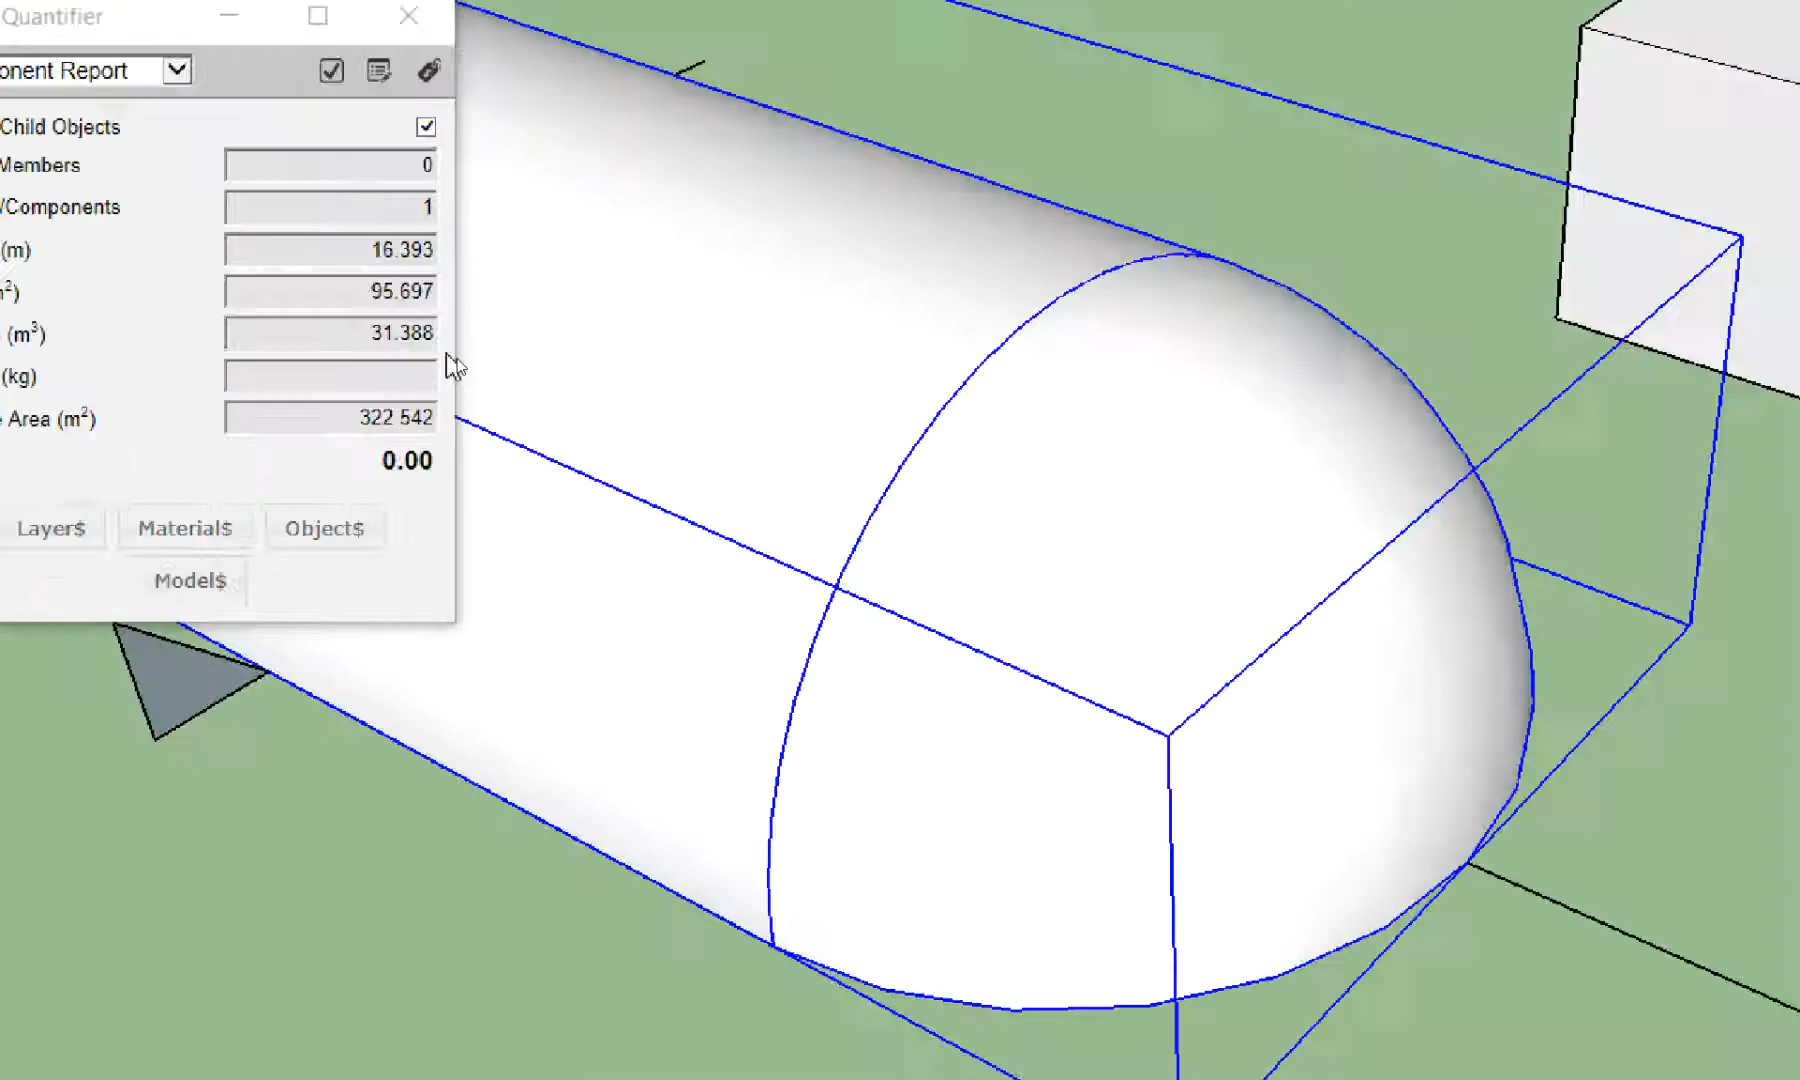 Quantifier
onent Report
Child Objects
Members 0
/Components 1
(m) 16.393
m²) 95.697
(m³) 31.388
(kg)
e Area (m²) 322 542
0.00
Layer$ Material$ Object$
Model$